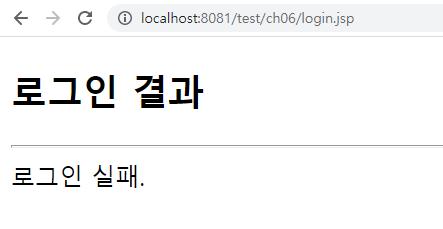 localhost:8081/test/ch06/login.jsp
로그인 결과
로그인 실패.